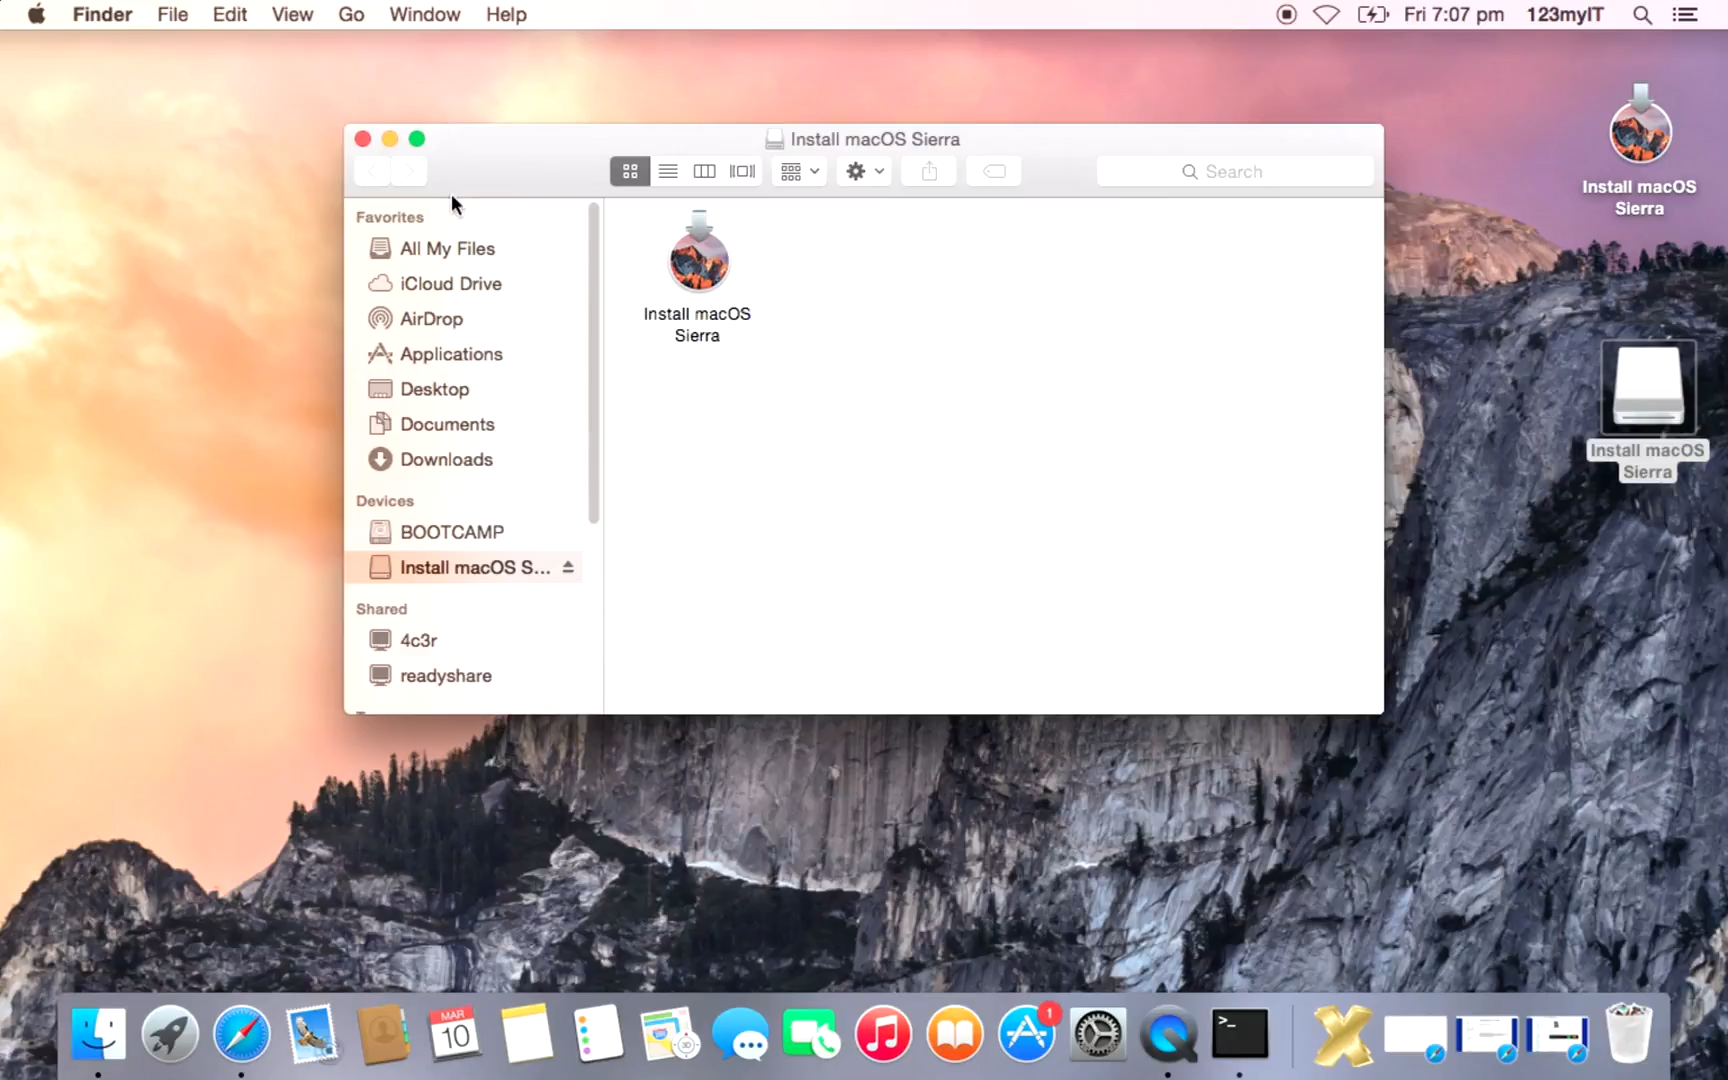 Finder File Edit View Go Window Help
Fri 7:07 pm 123myIT
Install macOS Sierra
Search
Favorites
All My Files
iCloud Drive
AirDrop
Applications
Desktop
Documents
Downloads
Devices
BOOTCAMP
Install macOS S...
Shared
4c3r
readyshare
Install macOS
Sierra
Install macOS
Sierra
Install macOS
Sierra
MAR
10
3D
1
>_